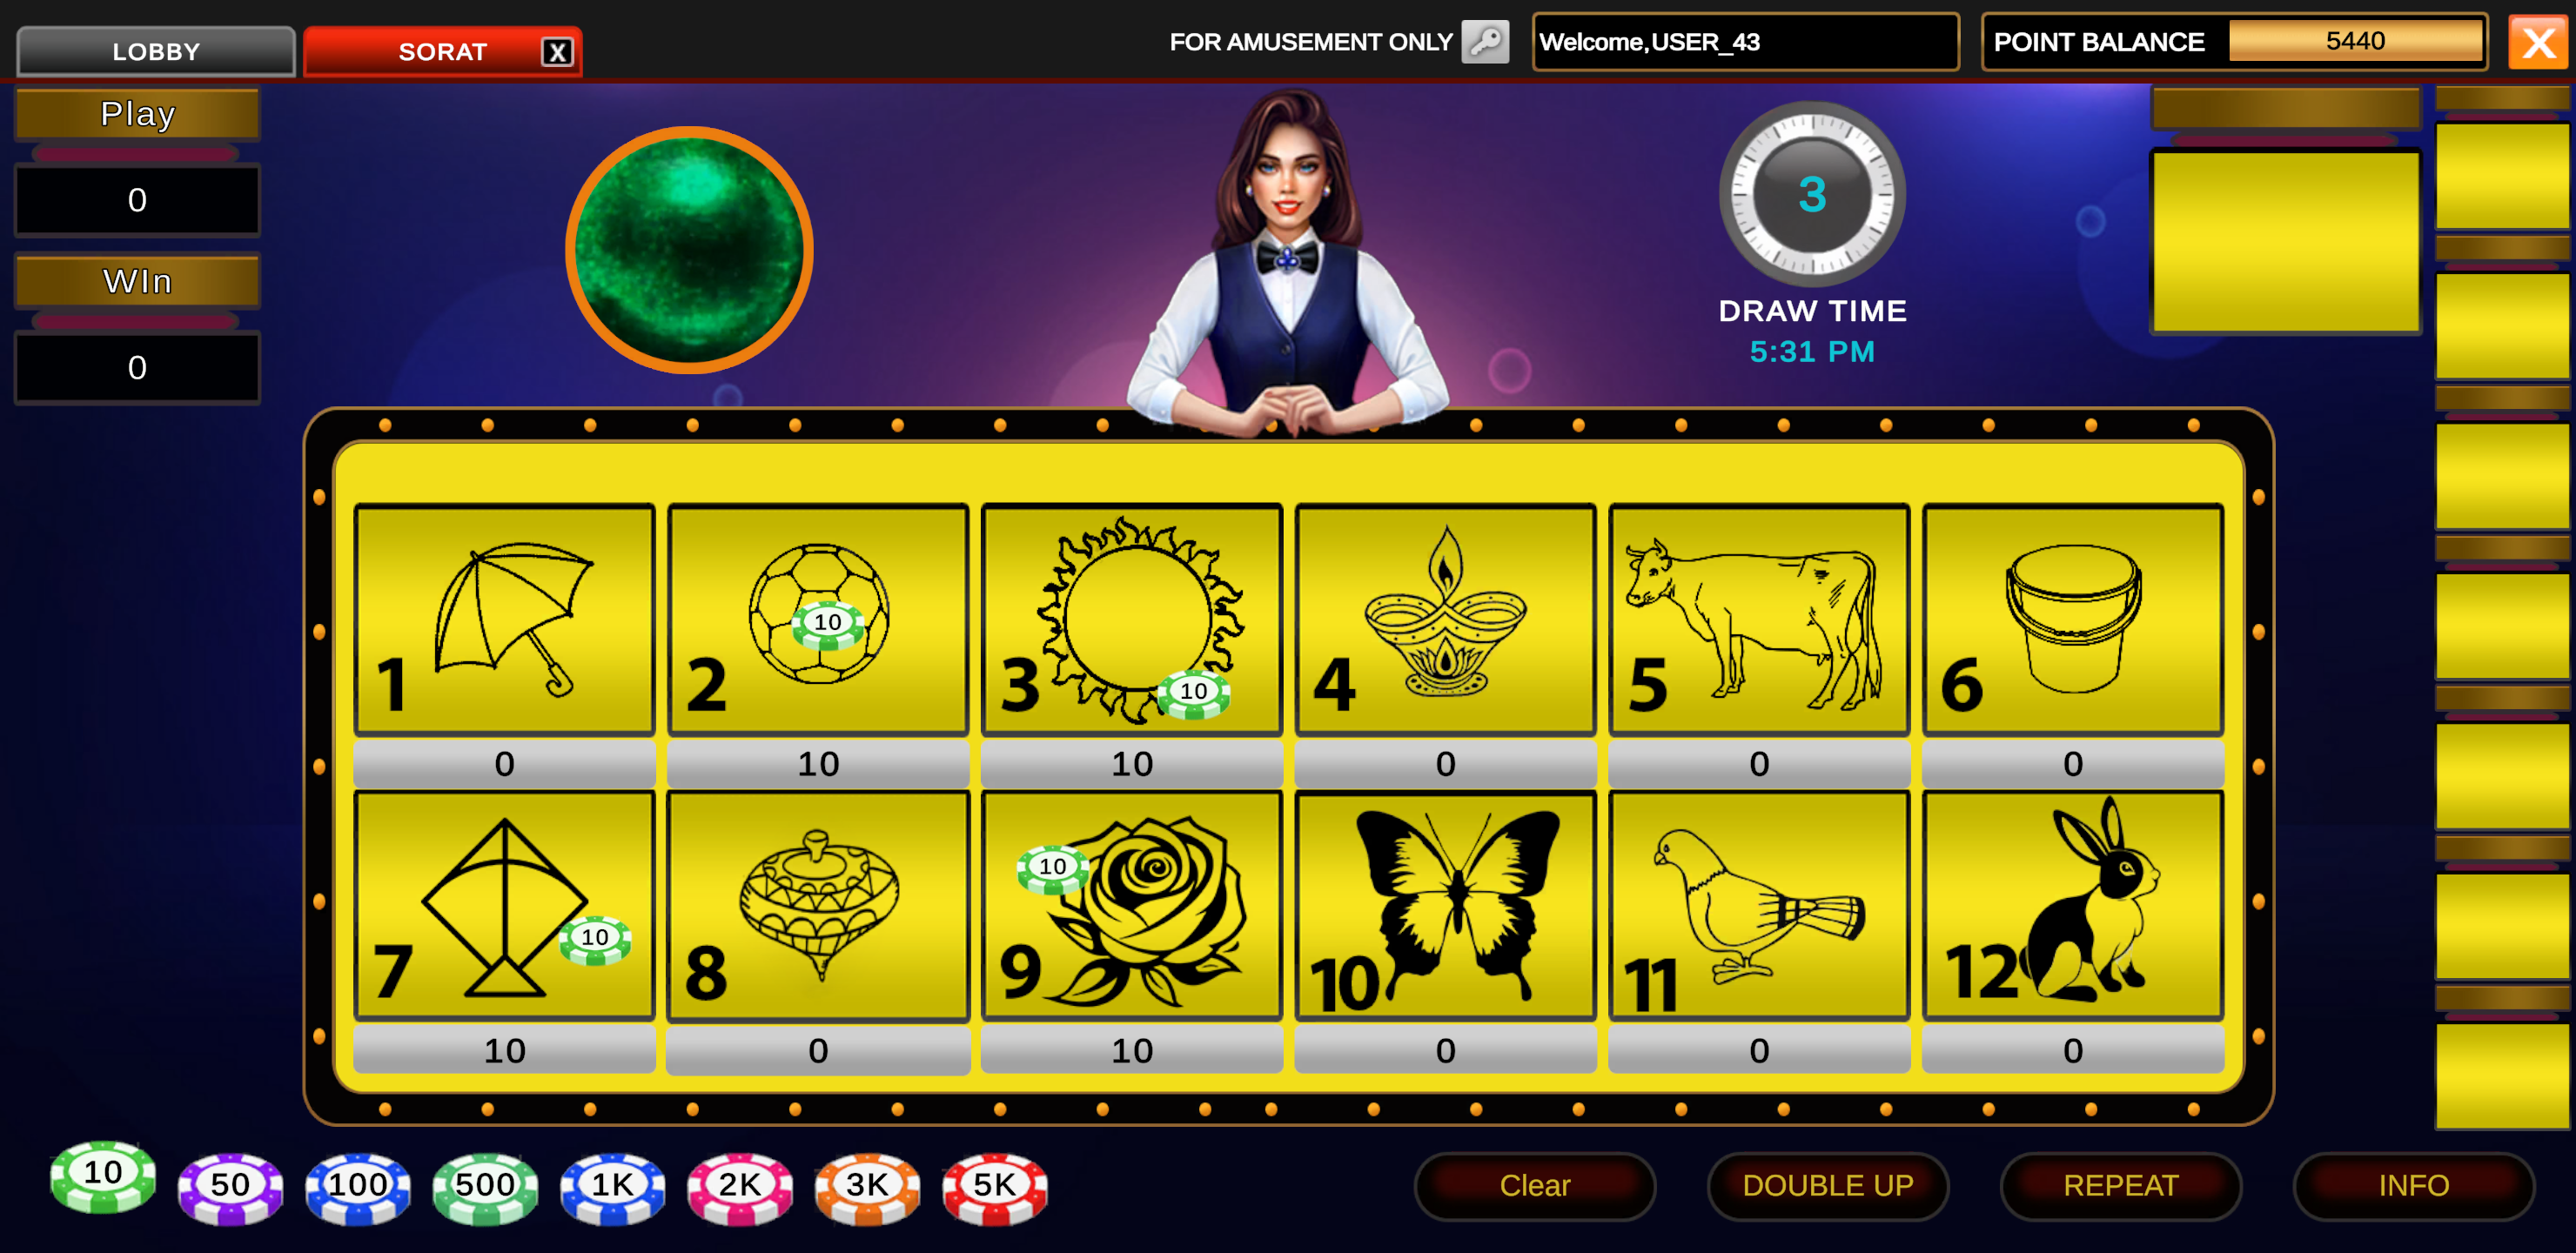 LOBBY
SORAT X
FOR AMUSEMENT ONLY
Welcome,USER_43
POINT BALANCE 5440
X
Play
0
WIn
0
3
DRAW TIME
5:31 PM
1
2 10
3 10
4
5
6
0 10 10 0 0 0
7 10
8
9 10
10
11
12
10 0 10 0 0 0
10 50 100 500 1K 2K 3K 5K
Clear DOUBLE UP REPEAT INFO